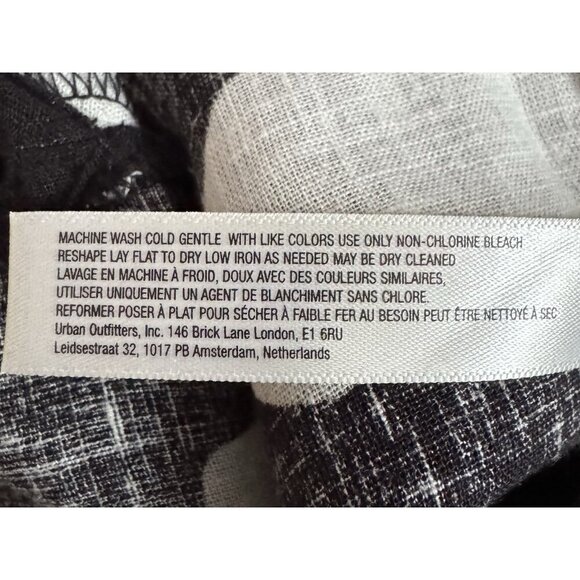 MACHINE WASH COLD GENTLE WITH LIKE COLORS USE ONLY NON-CHLORINE BLEACH
RESHAPE LAY FLAT TO DRY LOW IRON AS NEEDED MAY BE DRY CLEANED
LAVAGE EN MACHINE À FROID, DOUX AVEC DES COULEURS SIMILAIRES,
UTILISER UNIQUEMENT UN AGENT DE BLANCHIMENT SANS CHLORE.
REFORMER POSER À PLAT POUR SÉCHER À FAIBLE FER AU BESOIN PEUT ÊTRE NETTOYÉ À SEC
Urban Outfitters, Inc. 146 Brick Lane London, E1 6RU
Leidsestraat 32, 1017 PB Amsterdam, Netherlands